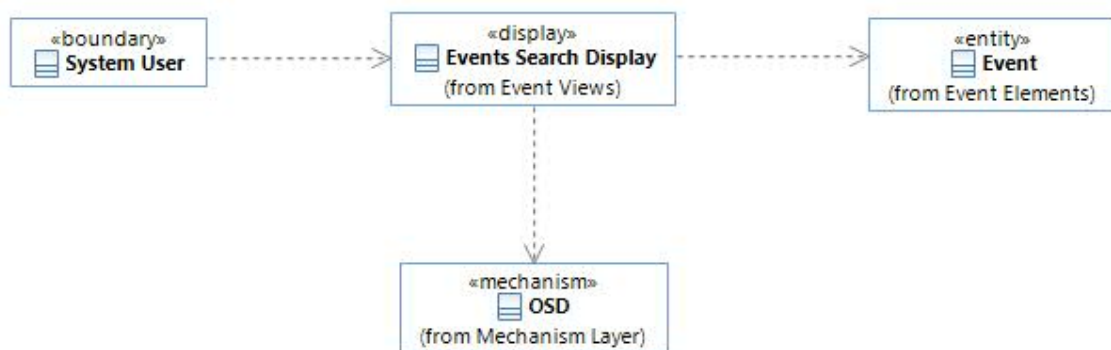 «boundary»
System User
«display»
Events Search Display
(from Event Views)
«entity»
Event
(from Event Elements)
«mechanism»
OSD
(from Mechanism Layer)